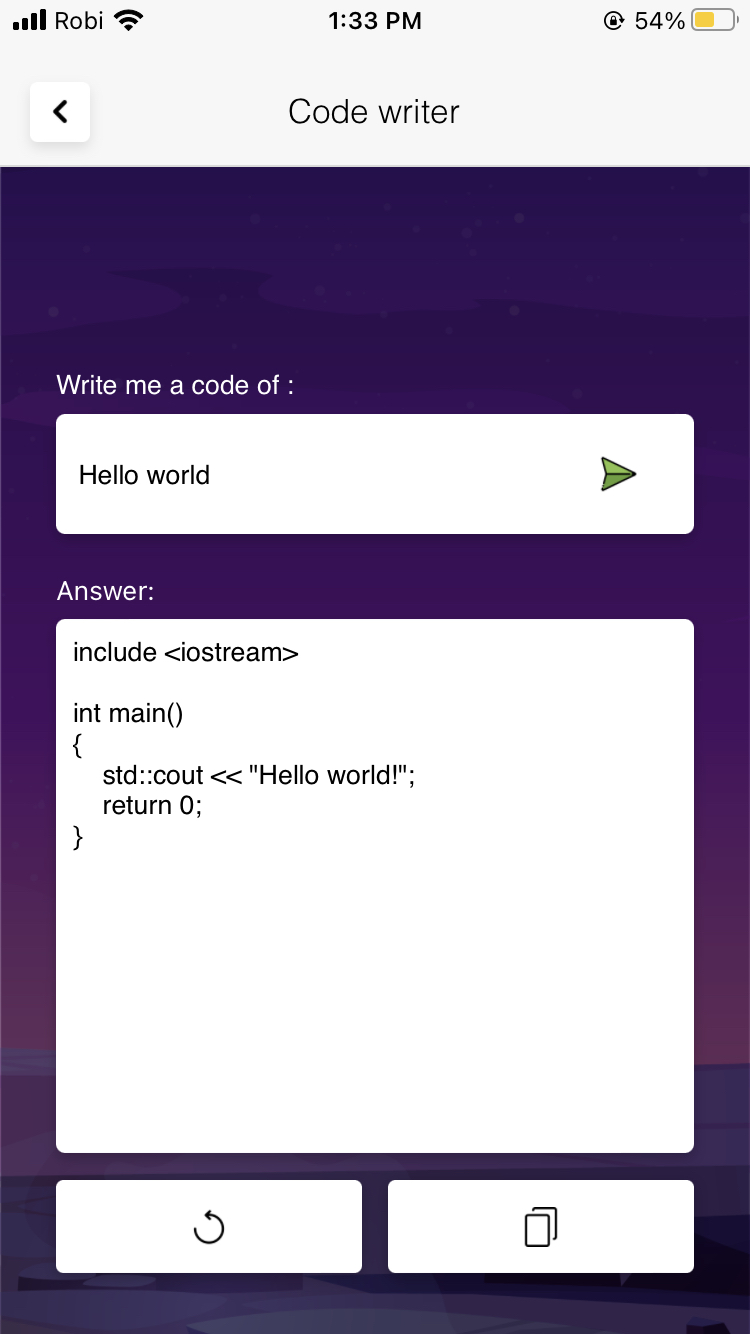 Robi 1:33 PM 54%
Code writer
Write me a code of :
Hello world
Answer:
include <iostream>
int main()
{
std::cout << "Hello world!";
return 0;
}